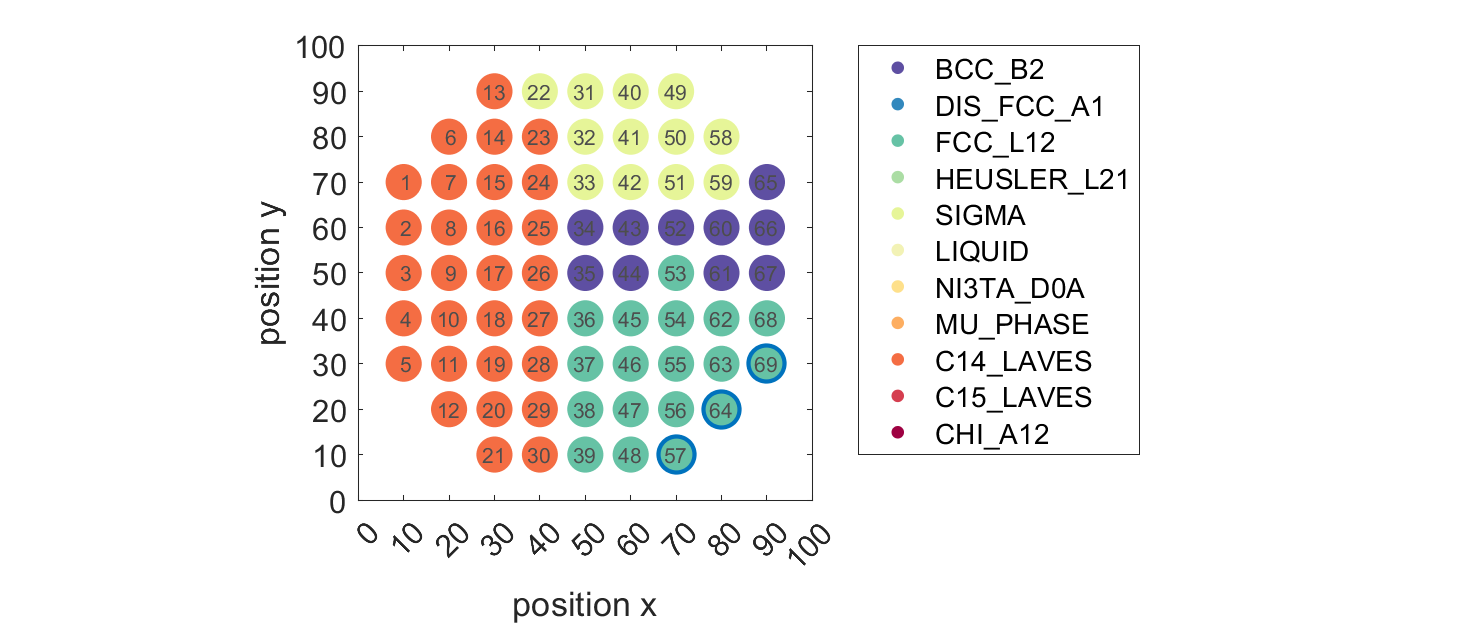 100
90
80
70
60
50
40
30
20
10
0
position y
13 22 31 40 49
6 14 23 32 41 50 58
1 7 15 24 33 42 51 59 65
2 8 16 25 34 43 52 60 66
3 9 17 26 35 44 53 61 67
4 10 18 27 36 45 54 62 68
5 11 19 28 37 46 55 63 69
12 20 29 38 47 56 64
21 30 39 48 57
0 10 20 30 40 50 60 70 80 90 100
position x
BCC_B2
DIS_FCC_A1
FCC_L12
HEUSLER_L21
SIGMA
LIQUID
NI3TA_D0A
MU_PHASE
C14_LAVES
C15_LAVES
CHI_A12